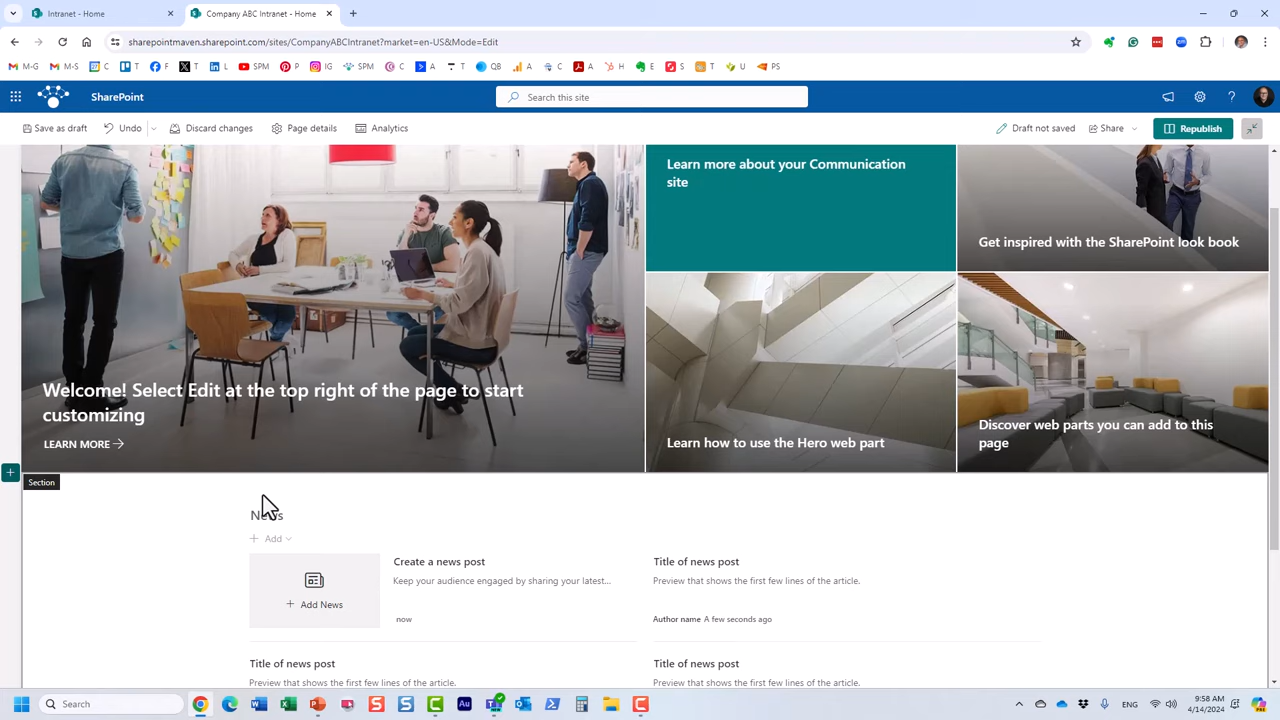 Intranet - Home
Company ABC Intranet - Home
sharepointmaven.sharepoint.com/sites/CompanyABCIntranet?market=en-US&Mode=Edit
M-G M-S C T F T L SPM P IG SPM C A T QB A C A H E S T U PS
SharePoint
Search this site
Save as draft Undo Discard changes Page details Analytics
Draft not saved Share Republish
Learn more about your Communication
site
Get inspired with the SharePoint look book
Welcome! Select Edit at the top right of the page to start
customizing
LEARN MORE
Learn how to use the Hero web part
Discover web parts you can add to this
page
Section
News
Add
Create a news post
Keep your audience engaged by sharing your latest...
Add News
now
Title of news post
Preview that shows the first few lines of the article.
Author name A few seconds ago
Title of news post
Preview that shows the first few lines of the article.
Title of news post
Preview that shows the first few lines of the article.
Search
ENG
9:58 AM
4/14/2024